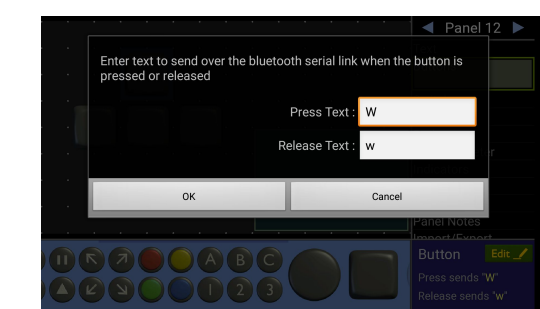 Panel 12
Enter text to send over the bluetooth serial link when the button is
pressed or released
Press Text : W
Release Text : w
OK
Cancel
Panel Notes
Import/Export
Button
Edit
Press sends "W"
Release sends "w"
A B C
1 2 3